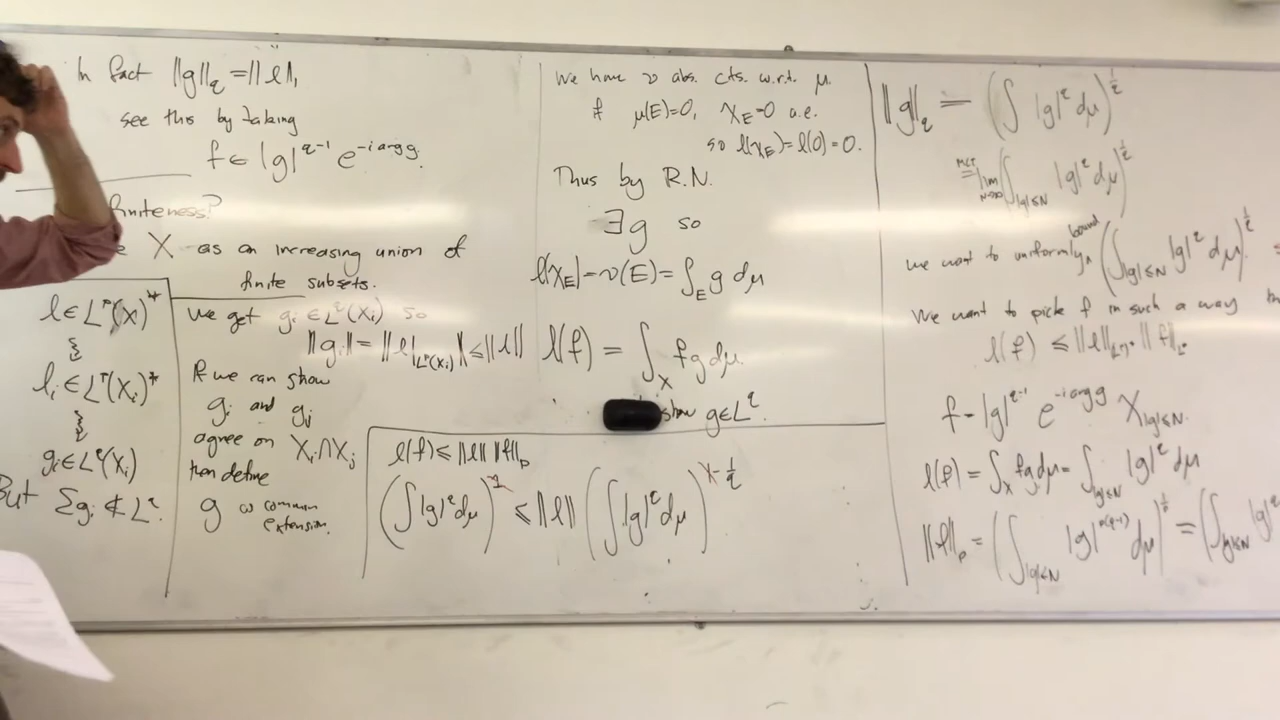 In fact ‖g‖_q = ‖l‖,
see this by taking
f ∈ |g|^{q-1} e^{-i arg g}.
finiteness?
X as an increasing union of
finite subsets.
l ∈ L^p(X)^*
l_i ∈ L^p(X_i)^*
g_i ∈ L^q(X_i)
But Σg_i ∉ L^q.
We get g_i ∈ L^q(X_i) so
‖g_i‖ = ‖l|_{L^p(X_i)}‖ ≤ ‖l‖
If we can show
g_i and g_j
agree on X_i ∩ X_j
then define
g as common
extension.
We have ν abs. cts. w.r.t. μ
if μ(E)=0, χ_E=0 a.e.
so l(χ_E) = l(0) = 0.
Thus by R.N.
∃g so
l(χ_E) = ν(E) = ∫_E g dμ
l(f) = ∫_X f g dμ
show g∈L^q.
l(f) ≤ ‖l‖ ‖f‖_p
(∫|g|^q dμ)^1 ≤ ‖l‖ (∫|g|^q dμ)^{1-1/q}
‖g‖_q = (∫ |g|^q dμ)^{1/q}
MCT = lim_{N→∞} (∫_{|g|≤N} |g|^q dμ)^{1/q}
we want to uniformly bound (∫_{|g|≤N} |g|^q dμ)^{1/q}
We want to pick f in such a way
l(f) ≤ ‖l‖_{L^{p*}} ‖f‖_{L^p}
f = |g|^{q-1} e^{-i arg g} χ_{|g|≤N}
l(f) = ∫_X f g dμ = ∫_{|g|≤N} |g|^q dμ
‖f‖_p = (∫_{|g|≤N} |g|^{p(q-1)} dμ)^{1/p} = (∫_{|g|≤N} |g|^q